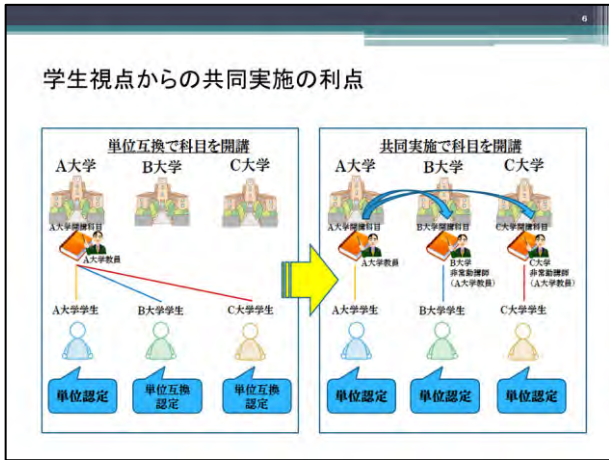 6
学生視点からの共同実施の利点
単位互換で科目を開講
A大学 B大学 C大学
A大学開講科目
A大学教員
A大学学生 B大学学生 C大学学生
単位認定 単位互換 単位互換
認定 認定
共同実施で科目を開講
A大学 B大学 C大学
A大学開講科目 B大学開講科目 C大学開講科目
A大学教員 B大学 C大学
非常勤講師 非常勤講師
(A大学教員) (A大学教員)
A大学学生 B大学学生 C大学学生
単位認定 単位認定 単位認定